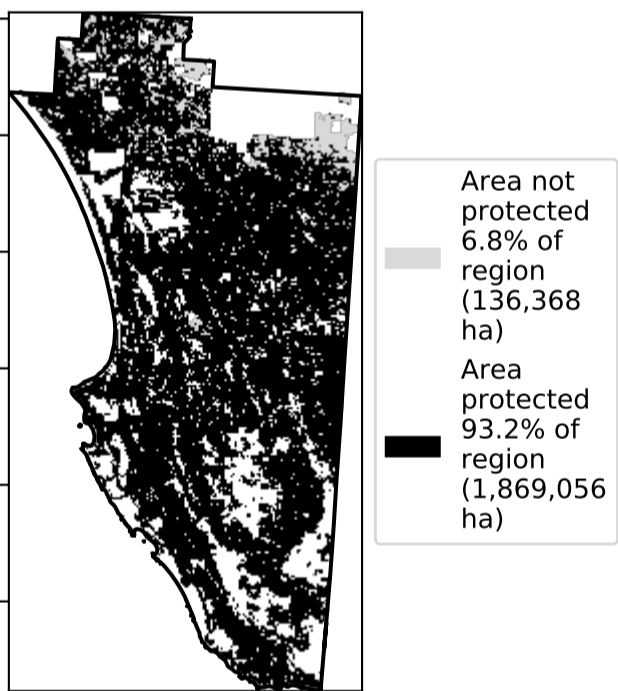 Area not
protected
6.8% of
region
(136,368
ha)
Area
protected
93.2% of
region
(1,869,056
ha)